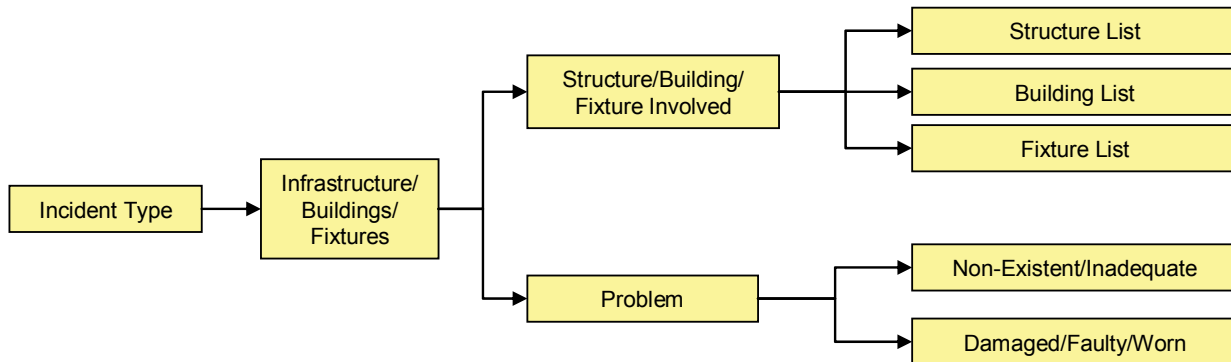 Incident Type
Infrastructure/
Buildings/
Fixtures
Structure/Building/
Fixture Involved
Structure List
Building List
Fixture List
Problem
Non-Existent/Inadequate
Damaged/Faulty/Worn